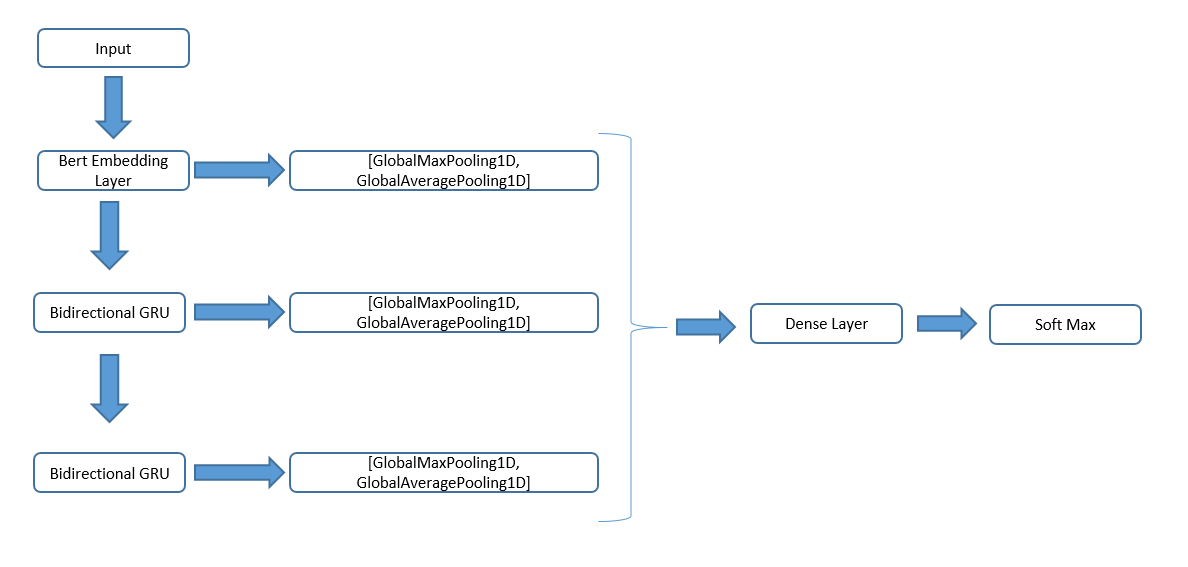 Input
Bert Embedding
Layer
[GlobalMaxPooling1D,
GlobalAveragePooling1D]
Bidirectional GRU
[GlobalMaxPooling1D,
GlobalAveragePooling1D]
Dense Layer
Soft Max
Bidirectional GRU
[GlobalMaxPooling1D,
GlobalAveragePooling1D]